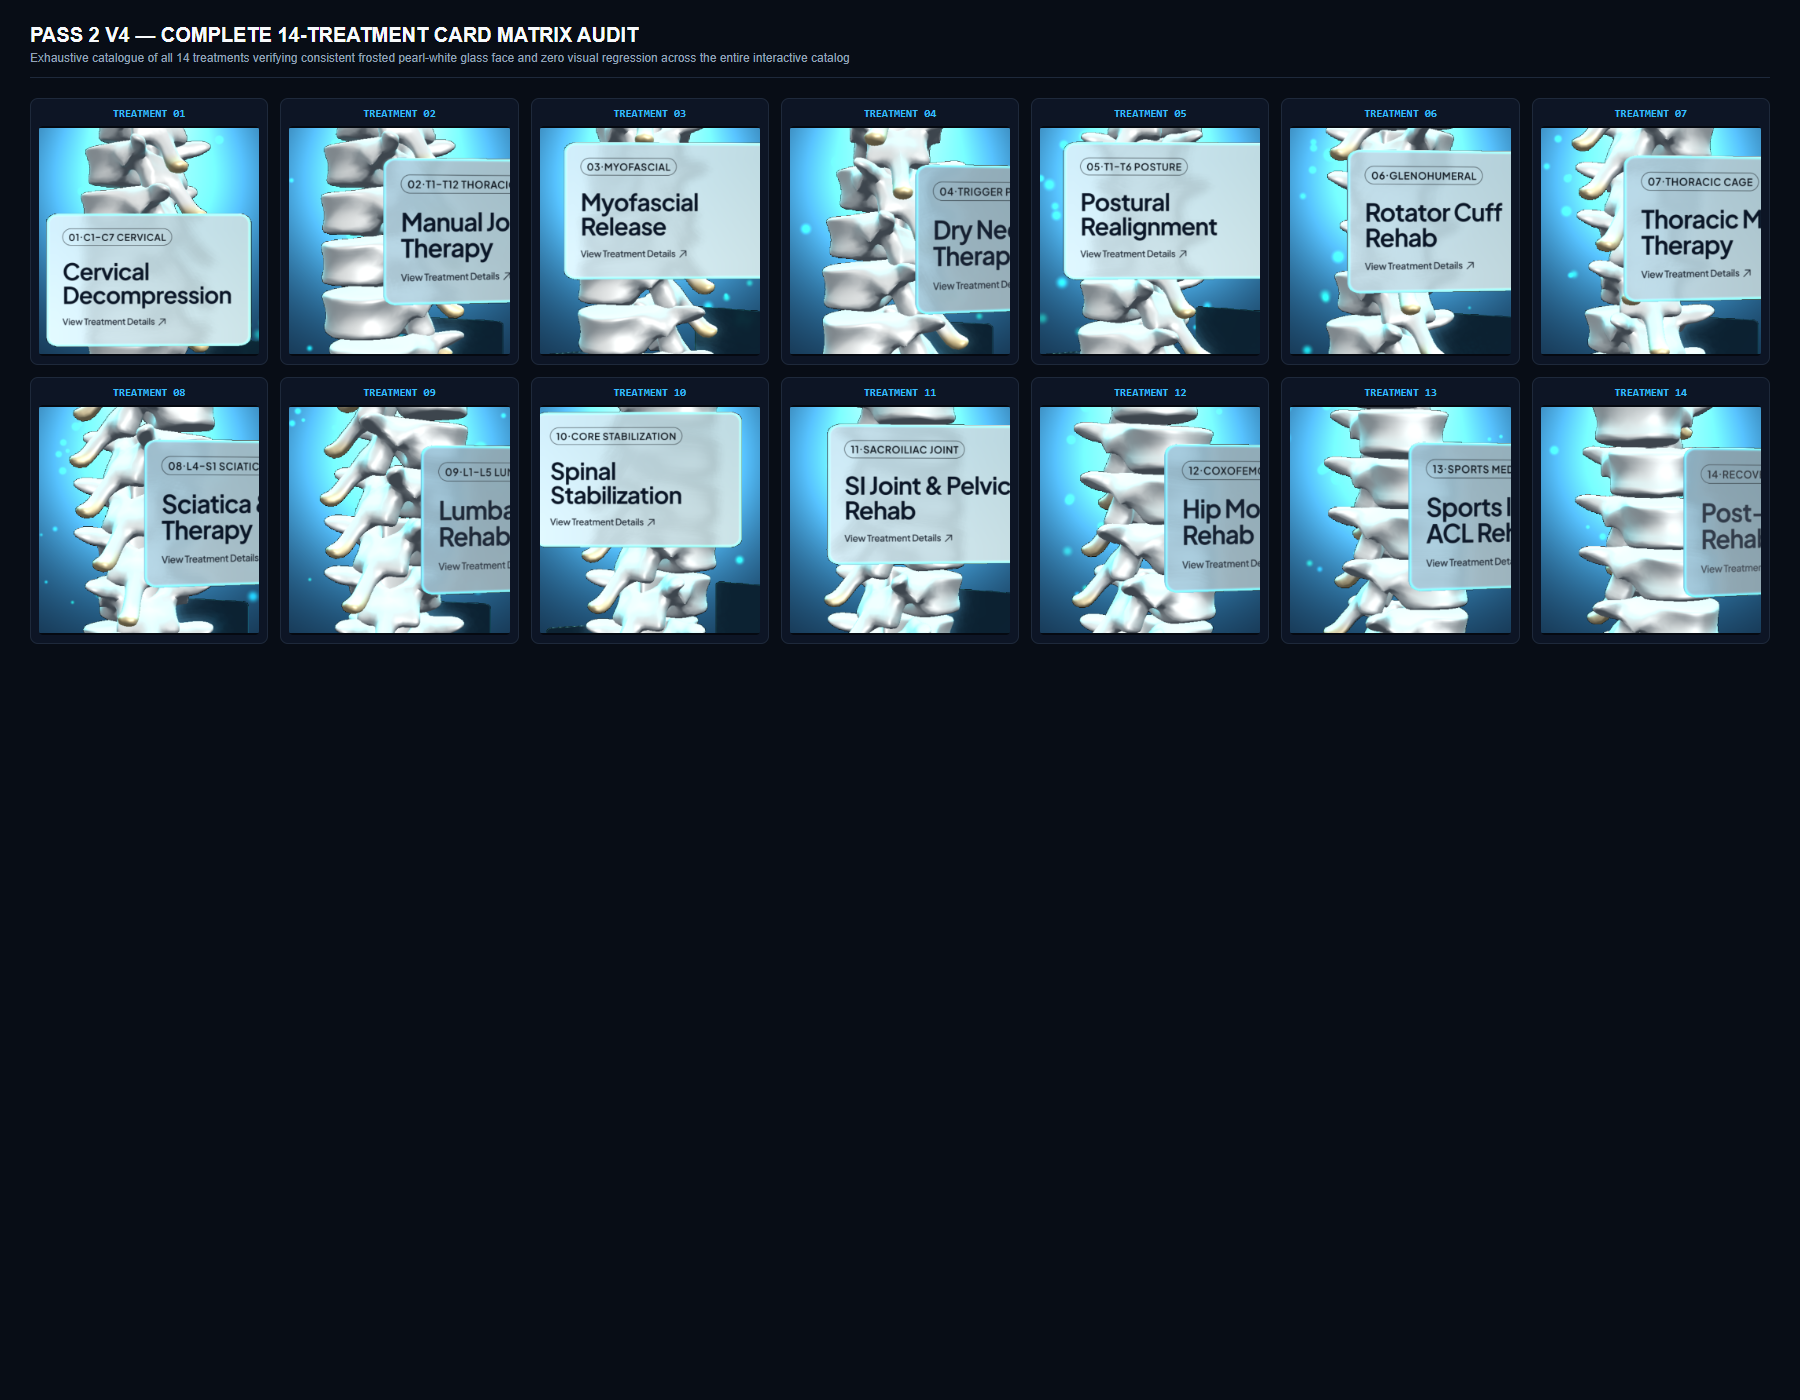 PASS 2 V4 — COMPLETE 14-TREATMENT CARD MATRIX AUDIT
Exhaustive catalogue of all 14 treatments verifying consistent frosted pearl-white glass face and zero visual regression across the entire interactive catalog
TREATMENT 01
01·C1–C7 CERVICAL
Cervical
Decompression
View Treatment Details ↗
TREATMENT 02
02·T1–T12 THORACI
Manual Jo
Therapy
View Treatment Details ↗
TREATMENT 03
03·MYOFASCIAL
Myofascial
Release
View Treatment Details ↗
TREATMENT 04
04·TRIGGER P
Dry Ne
Therap
View Treatment De
TREATMENT 05
05·T1–T6 POSTURE
Postural
Realignment
View Treatment Details ↗
TREATMENT 06
06·GLENOHUMERAL
Rotator Cuff
Rehab
View Treatment Details ↗
TREATMENT 07
07·THORACIC CAGE
Thoracic M
Therapy
View Treatment Details ↗
TREATMENT 08
08·L4–S1 SCIATIC
Sciatica &
Therapy
View Treatment Details
TREATMENT 09
09·L1–L5 LUM
Lumba
Rehab
View Treatment D
TREATMENT 10
10·CORE STABILIZATION
Spinal
Stabilization
View Treatment Details ↗
TREATMENT 11
11·SACROILIAC JOINT
SI Joint & Pelvic
Rehab
View Treatment Details ↗
TREATMENT 12
12·COXOFEMO
Hip Mo
Rehab
View Treatment De
TREATMENT 13
13·SPORTS MED
Sports
ACL Reh
View Treatment Det
TREATMENT 14
14·RECOV
Post-
Rehab
View Treatmen